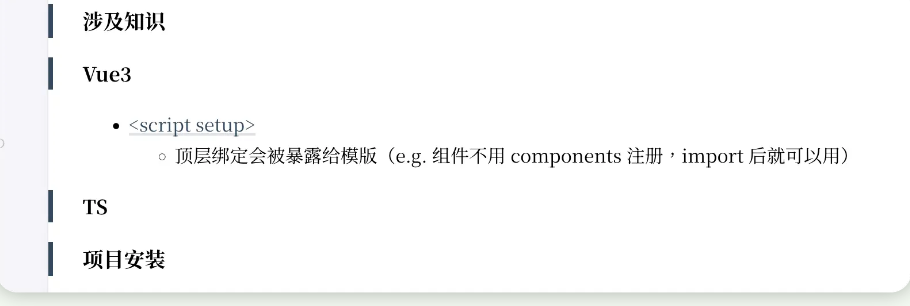 涉及知识
Vue3
<script setup>
顶层绑定会被暴露给模版（e.g. 组件不用 components 注册，import 后就可以用）
TS
项目安装